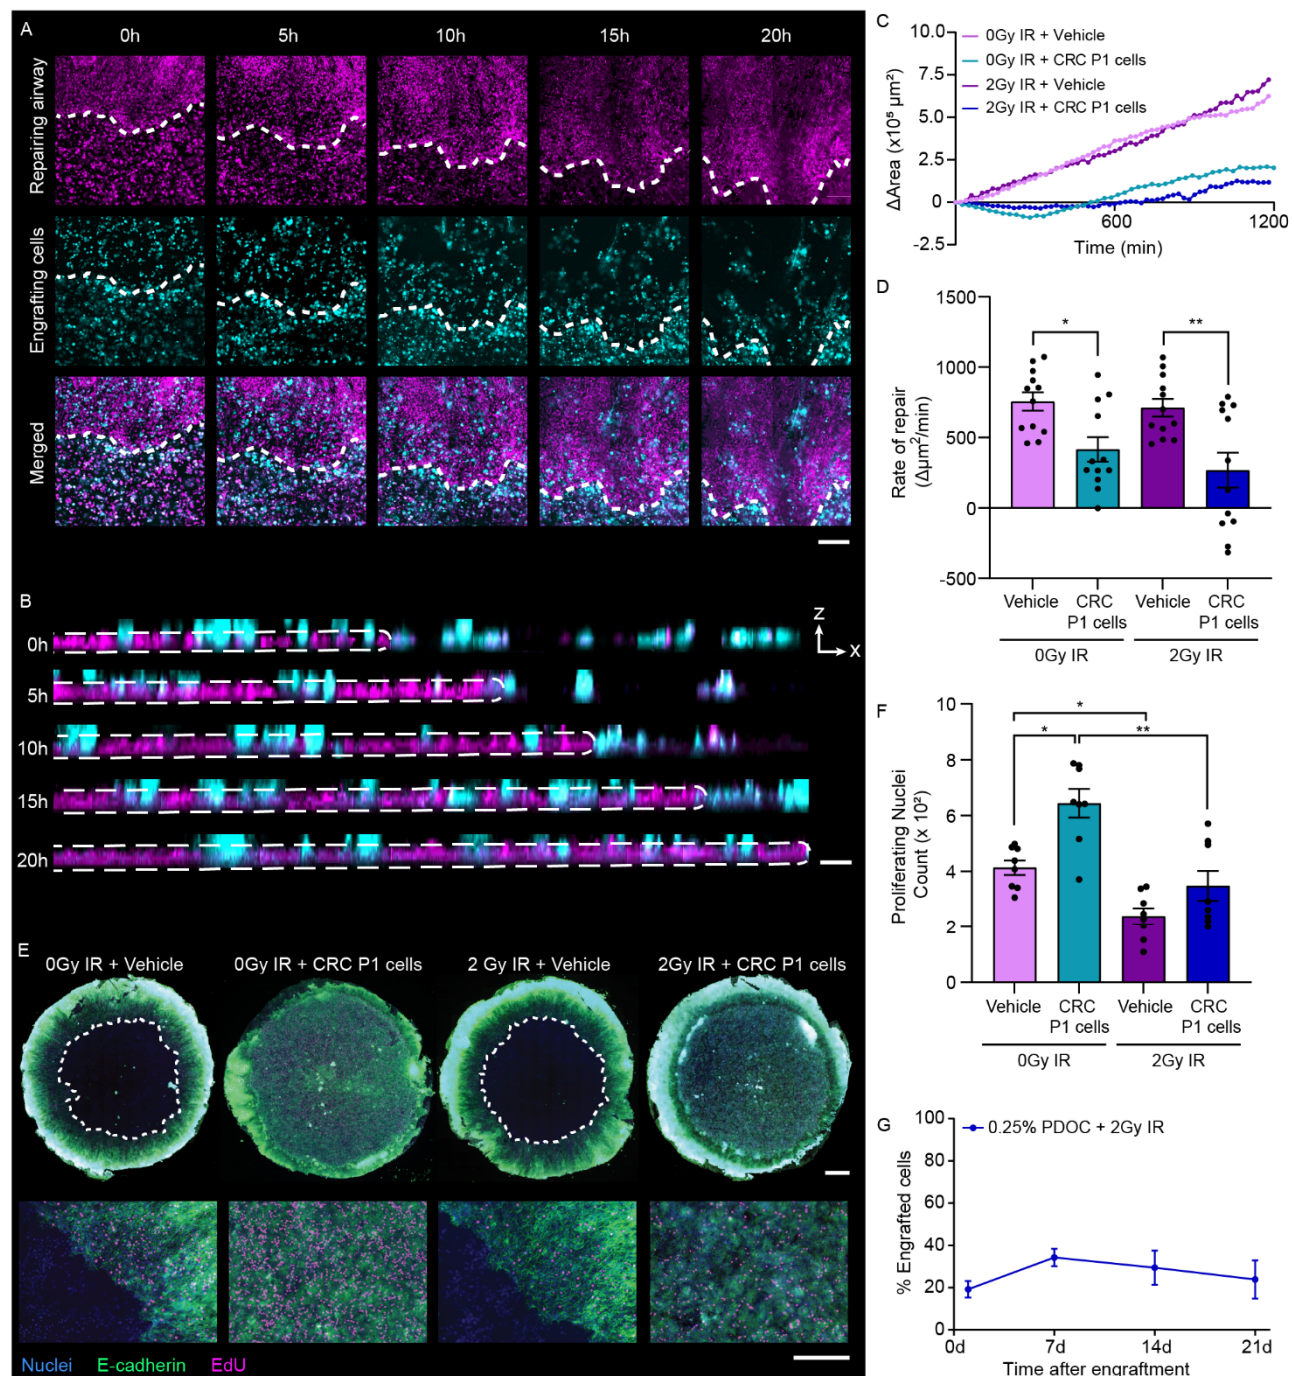 A
0h
5h
10h
15h
20h
Repairing airway
Engrafting cells
Merged
B
0h
5h
10h
15h
20h
Z
x
C
0Gy IR + Vehicle
0Gy IR + CRC P1 cells
2Gy IR + Vehicle
2Gy IR + CRC P1 cells
ΔArea (x10⁵ μm²)
10.0
7.5
5.0
2.5
0
-2.5
600
1200
Time (min)
D
Rate of repair
(Δμm²/min)
1500
1000
500
0
-500
*
**
Vehicle
CRC
P1 cells
Vehicle
CRC
P1 cells
0Gy IR
2Gy IR
E
0Gy IR + Vehicle
0Gy IR + CRC P1 cells
2 Gy IR + Vehicle
2Gy IR + CRC P1 cells
Nuclei
E-cadherin
EdU
F
Proliferating Nuclei
Count (x 10²)
10
8
6
4
2
0
*
*
**
Vehicle
CRC
P1 cells
Vehicle
CRC
P1 cells
0Gy IR
2Gy IR
G
0.25% PDOC + 2Gy IR
% Engrafted cells
100
80
60
40
20
0
0d
7d
14d
21d
Time after engraftment